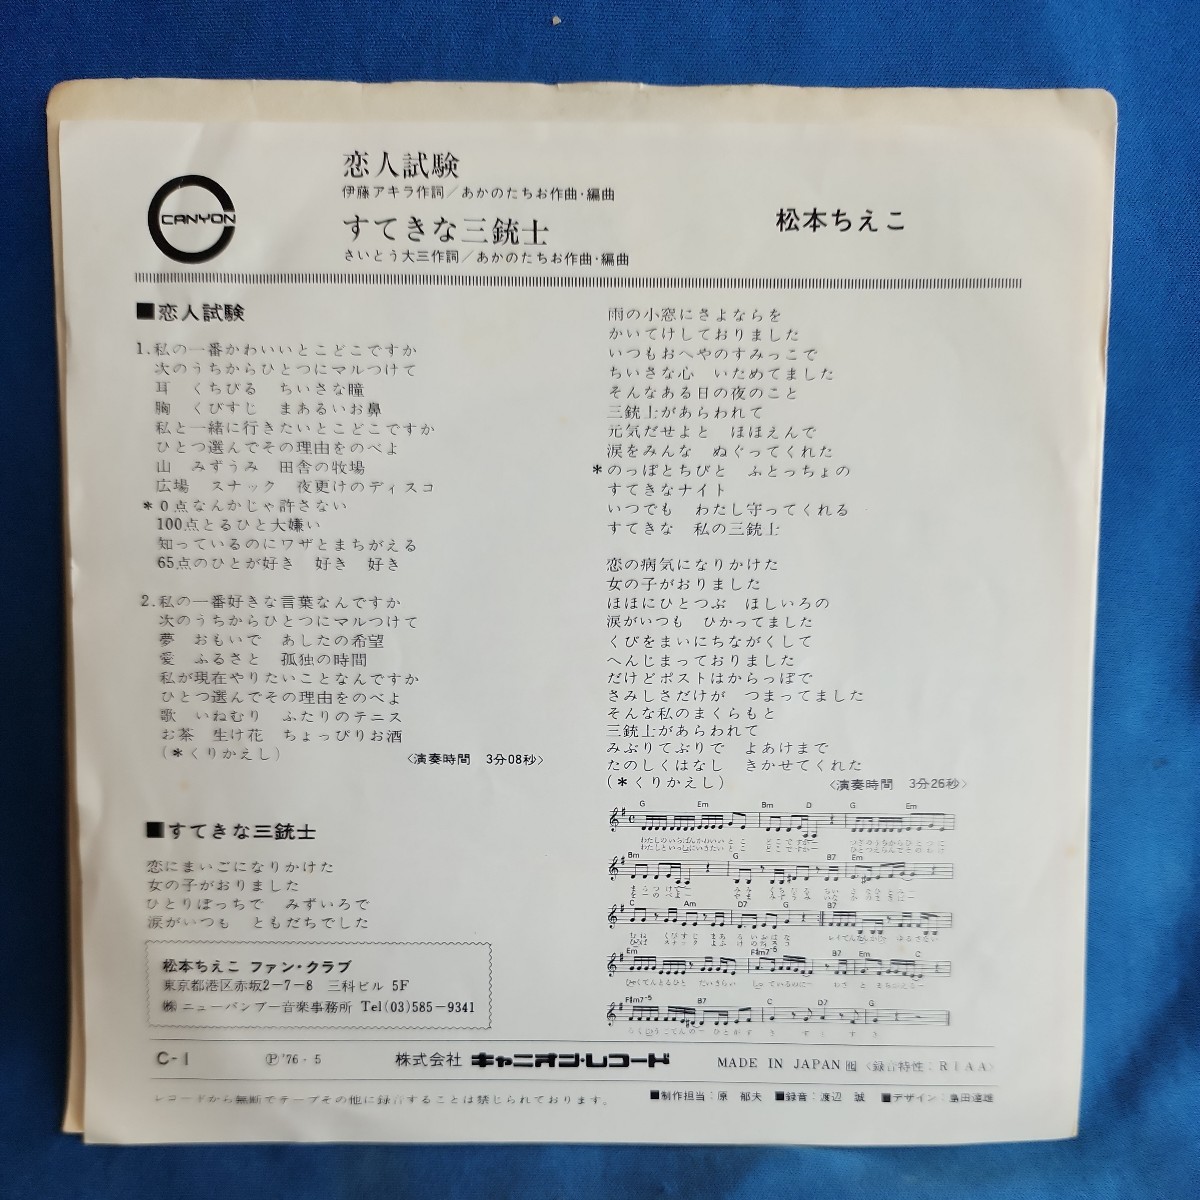 CANYON
恋人試験
伊藤アキラ作詞／あかのたちお作曲・編曲
すてきな三銃士
さいとう大三作詞／あかのたちお作曲・編曲
松本ちえこ
■恋人試験
1.私の一番かわいいとこどこですか
次のうちからひとつにマルつけて
耳　くちびる　ちいさな瞳
胸　くびすじ　まあるいお鼻
私と一緒に行きたいとこどこですか
ひとつ選んでその理由をのべよ
山　みずうみ　田舎の牧場
広場　スナック　夜更けのディスコ
*０点なんかじゃ許さない
100点とるひと大嫌い
知っているのにワザとまちがえる
65点のひとが好き　好き　好き
2.私の一番好きな言葉なんですか
次のうちからひとつにマルつけて
夢　おもいで　あしたの希望
愛　ふるさと　孤独の時間
私が現在やりたいことなんですか
ひとつ選んでその理由をのべよ
歌　いねむり　ふたりのテニス
お茶　生け花　ちょっぴりお酒
(*くりかえし)
〈演奏時間　3分08秒〉
■すてきな三銃士
恋にまいごになりかけた
女の子がおりました
ひとりぼっちで　みずいろで
涙がいつも　ともだちでした
雨の小窓にさよならを
かいてけしておりました
いつもおへやのすみっこで
ちいさな心　いためてました
そんなある日の夜のこと
三銃士があらわれて
元気だせよと　ほほえんで
涙をみんな　ぬぐってくれた
*のっぽとちびと　ふとっちょの
すてきなナイト
いつでも　わたし守ってくれる
すてきな　私の三銃士
恋の病気になりかけた
女の子がおりました
ほほにひとつぶ　ほしいろの
涙がいつも　ひかってました
くびをまいにちながくして
へんじまっておりました
だけどポストはからっぽで
さみしさだけが　つまってました
そんな私のまくらもと
三銃士があらわれて
みぶりてぶりで　よあけまで
たのしくはなし　きかせてくれた
(*くりかえし)
〈演奏時間　3分26秒〉
G Em Bm D G Em
Bm G B7 Em
C Am D7 G B7
Em F#m7-5 B7 Em C
F#m7-5 B7 C D7 G
松本ちえこ ファン・クラブ
東京都港区赤坂2-7-8　三科ビル 5F
㈱ニューバンブー音楽事務所 Tel (03)585-9341
C-1 Ⓟ'76・5 株式会社 キャニオン・レコード MADE IN JAPAN 〈録音特性：RIAA〉
レコードから無断でテープその他に録音することは禁じられております。
■制作担当：原　郁夫 ■録音：渡辺　誠 ■デザイン：島田達雄